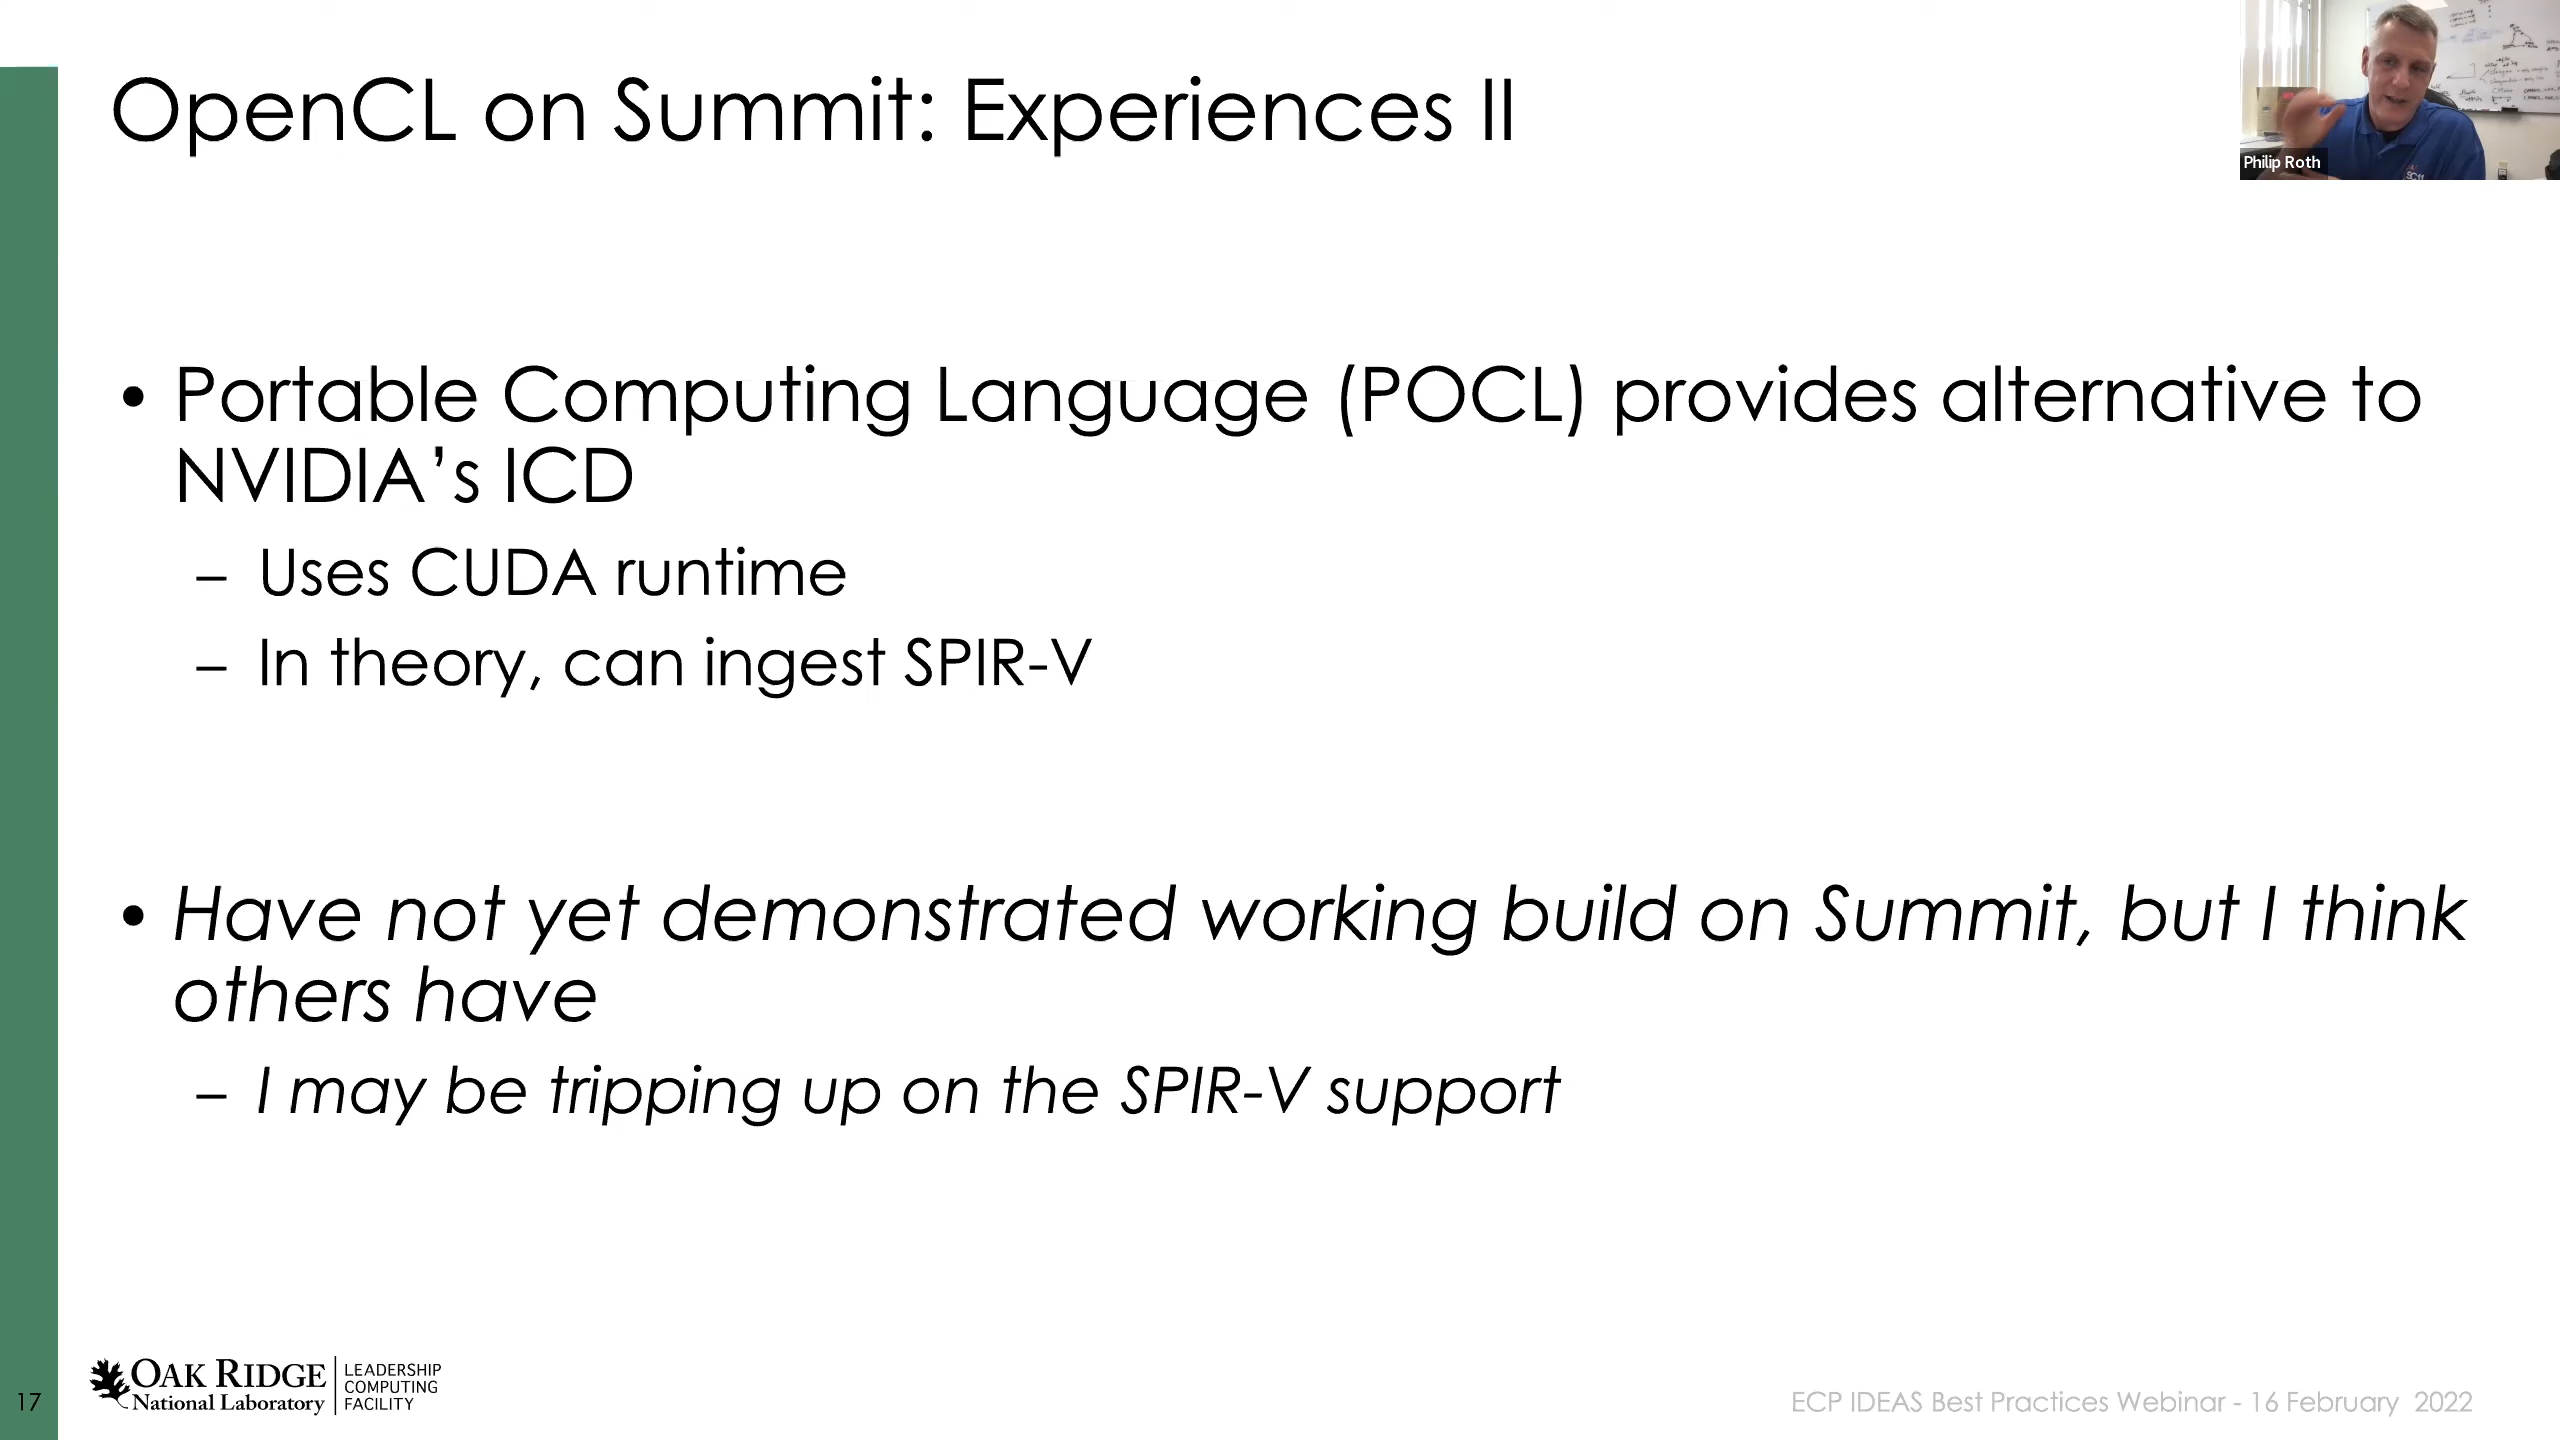 OpenCL on Summit: Experiences II
Philip Roth
• Portable Computing Language (POCL) provides alternative to
NVIDIA’s ICD
– Uses CUDA runtime
– In theory, can ingest SPIR-V
• Have not yet demonstrated working build on Summit, but I think
others have
– I may be tripping up on the SPIR-V support
17
OAK RIDGE
National Laboratory
LEADERSHIP
COMPUTING
FACILITY
ECP IDEAS Best Practices Webinar - 16 February 2022